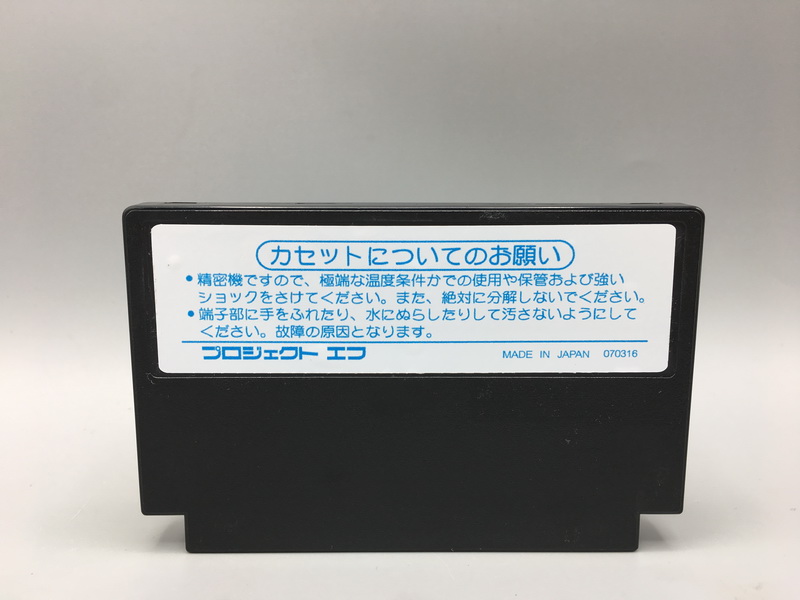 カセットについてのお願い
●精密機ですので、極端な温度条件かでの使用や保管および強い
ショックをさけてください。また、絶対に分解しないでください。
●端子部に手をふれたり、水にぬらしたりして汚さないようにして
ください。故障の原因となります。
プロジェクト エフ
MADE IN JAPAN 070316